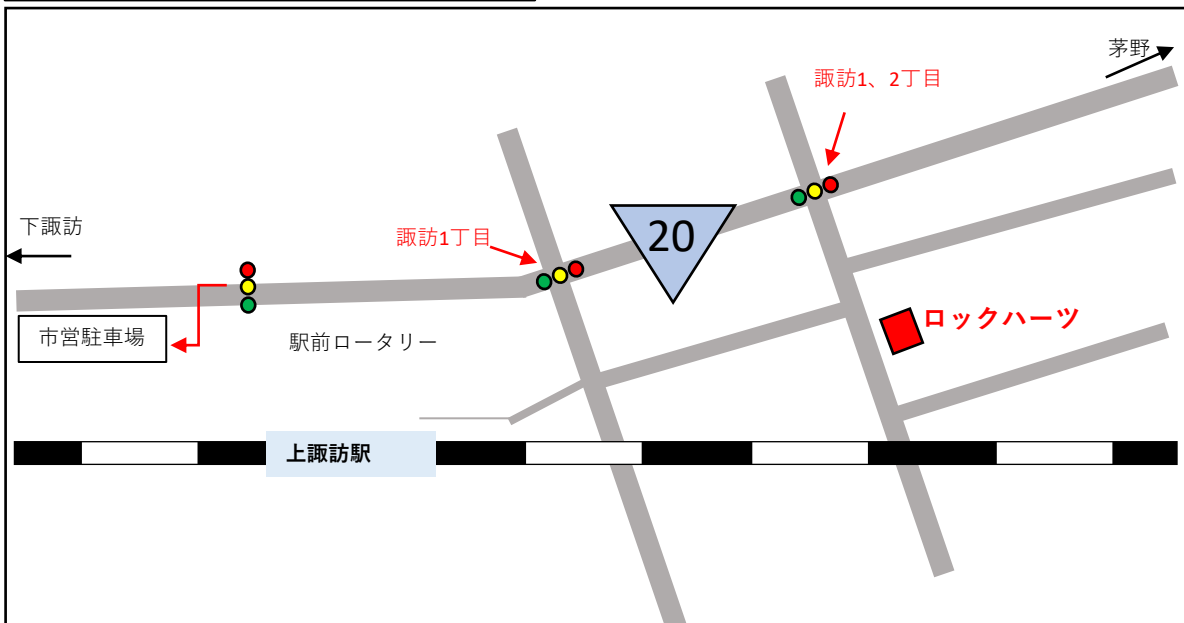 茅野
諏訪1、2丁目
下諏訪
諏訪1丁目
20
ロックハーツ
市営駐車場
駅前ロータリー
上諏訪駅